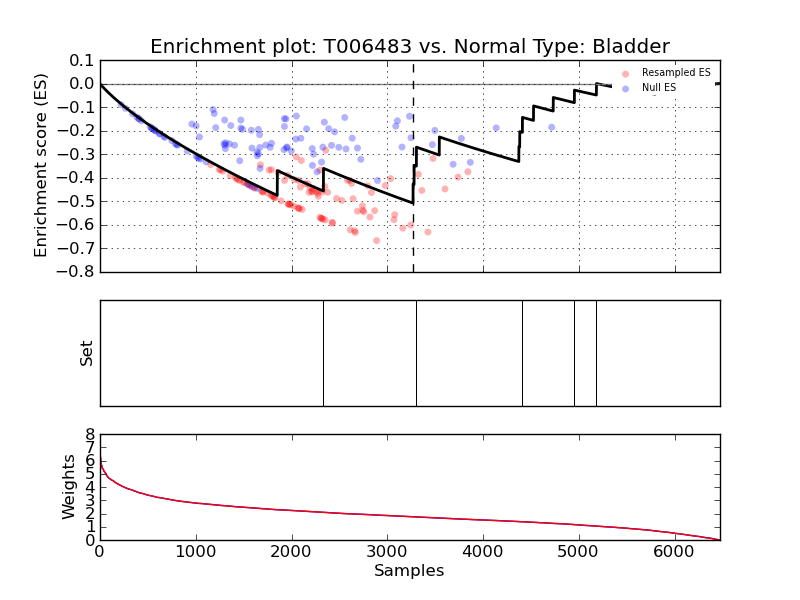 Enrichment plot: T006483 vs. Normal Type: Bladder
Enrichment score (ES)
0.1
0.0
−0.1
−0.2
−0.3
−0.4
−0.5
−0.6
−0.7
−0.8
Resampled ES
Null ES
Set
Weights
8
7
6
5
4
3
2
1
0
0 1000 2000 3000 4000 5000 6000
Samples